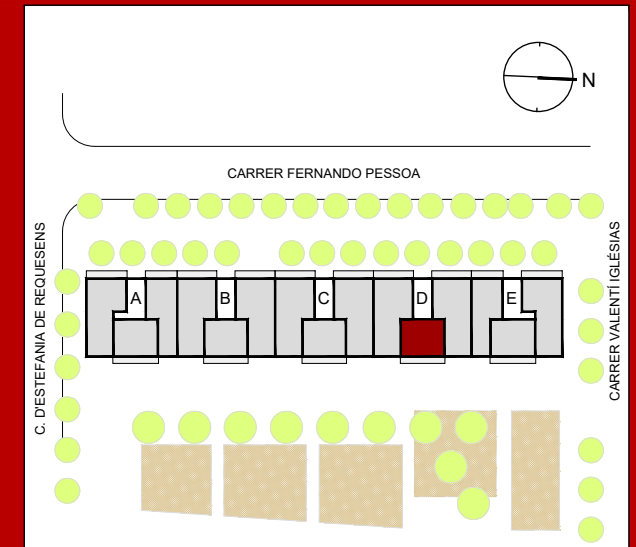 N
CARRER FERNANDO PESSOA
C. D'ESTEFANIA DE REQUESENS
A
B
C
D
E
CARRER VALENTÍ IGLÉSIAS